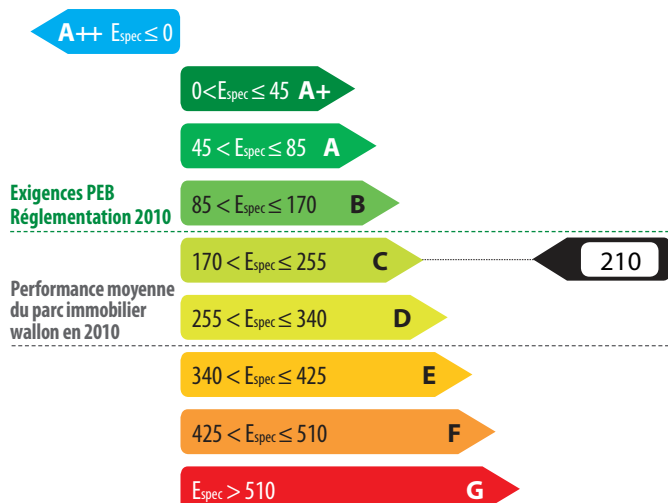 A++ Espec ≤ 0
0<Espec ≤ 45 A+
45 < Espec ≤ 85 A
Exigences PEB
Réglementation 2010
85 < Espec ≤ 170 B
170 < Espec ≤ 255 C
210
Performance moyenne
du parc immobilier
wallon en 2010
255 < Espec ≤ 340 D
340 < Espec ≤ 425 E
425 < Espec ≤ 510 F
Espec > 510 G